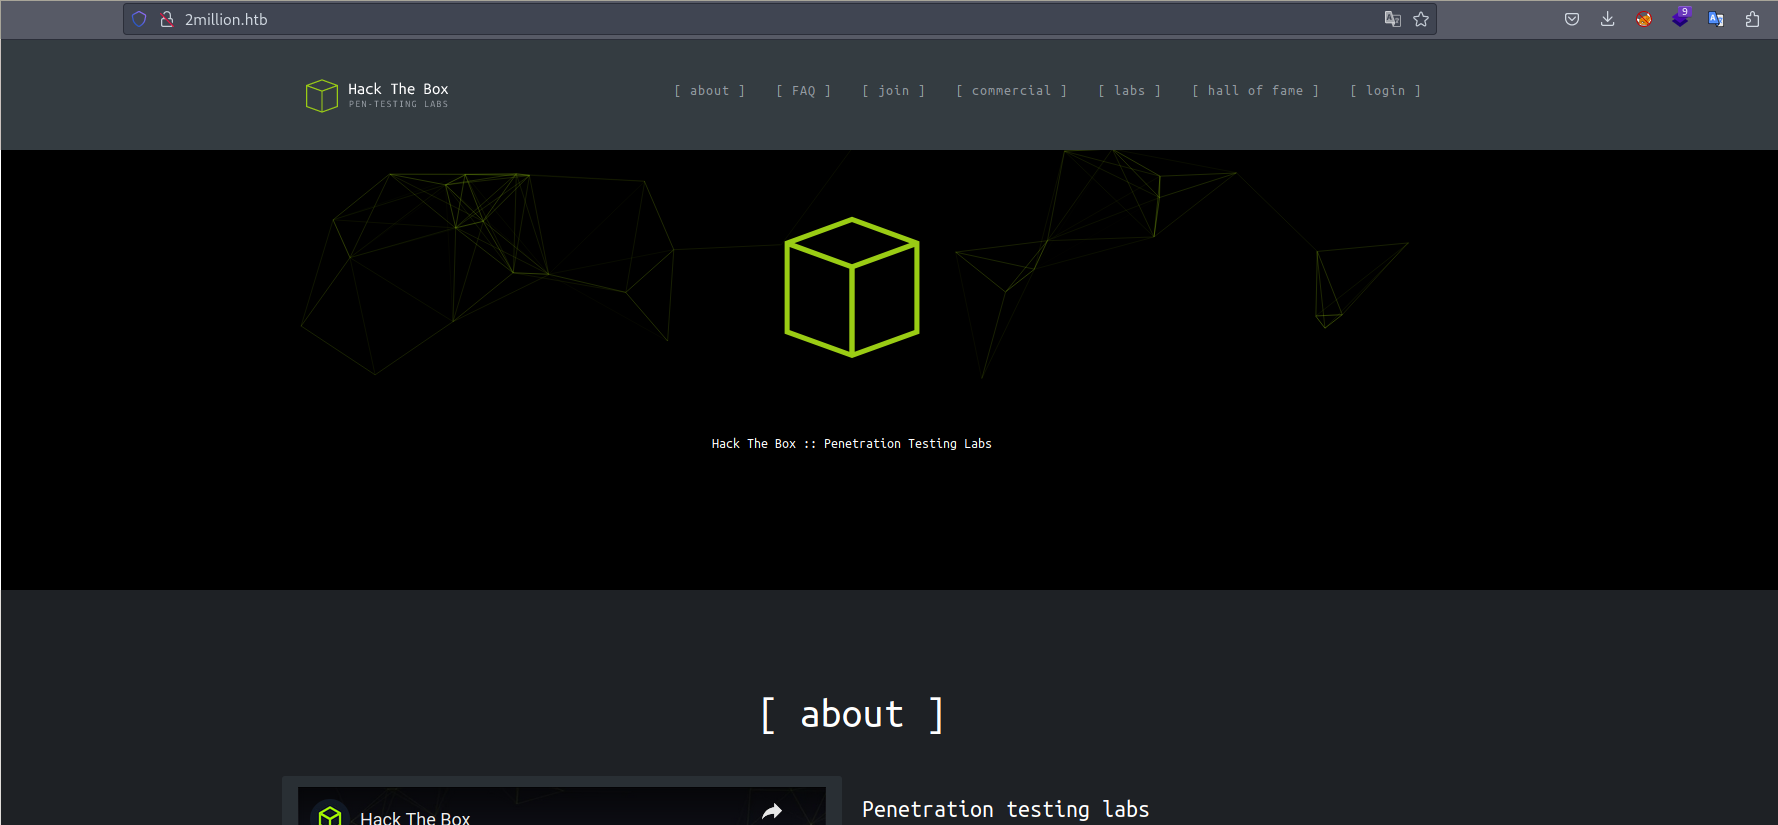 2million.htb
9
Hack The Box
PEN-TESTING LABS
[ about ] [ FAQ ] [ join ] [ commercial ] [ labs ] [ hall of fame ] [ login ]
Hack The Box :: Penetration Testing Labs
[ about ]
Hack The Box
Penetration testing labs